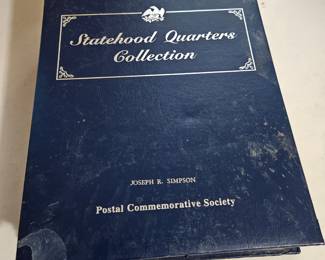 Statehood Quarters
Collection
JOSEPH R. SIMPSON
Postal Commemorative Society